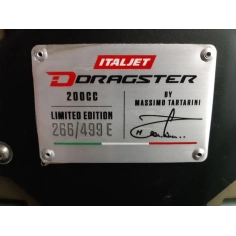 ITALJET
DRAGSTER
200CC
LIMITED EDITION
266/499 E
BY
MASSIMO TARTARINI